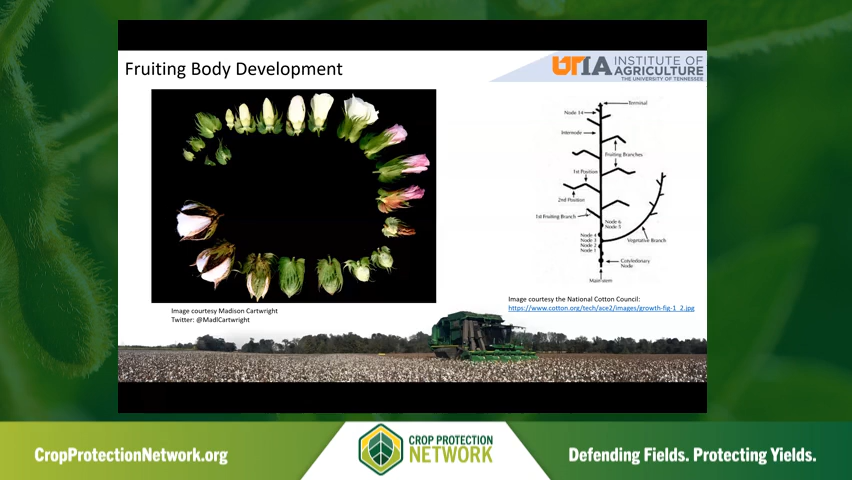 Fruiting Body Development
UTIA INSTITUTE OF
AGRICULTURE
THE UNIVERSITY OF TENNESSEE
Terminal
Node 14
Internode
Fruiting Branches
1st Position
2nd Position
1st Fruiting Branch
Node 6
Node 5
Node 4
Node 3
Node 2
Node 1
Vegetative Branch
Cotyledonary
Node
Main stem
Image courtesy Madison Cartwright
Twitter: @MadiCartwright
Image courtesy the National Cotton Council:
https://www.cotton.org/tech/ace2/images/growth-fig-1_2.jpg
CropProtectionNetwork.org
CROP PROTECTION
NETWORK
Defending Fields. Protecting Yields.